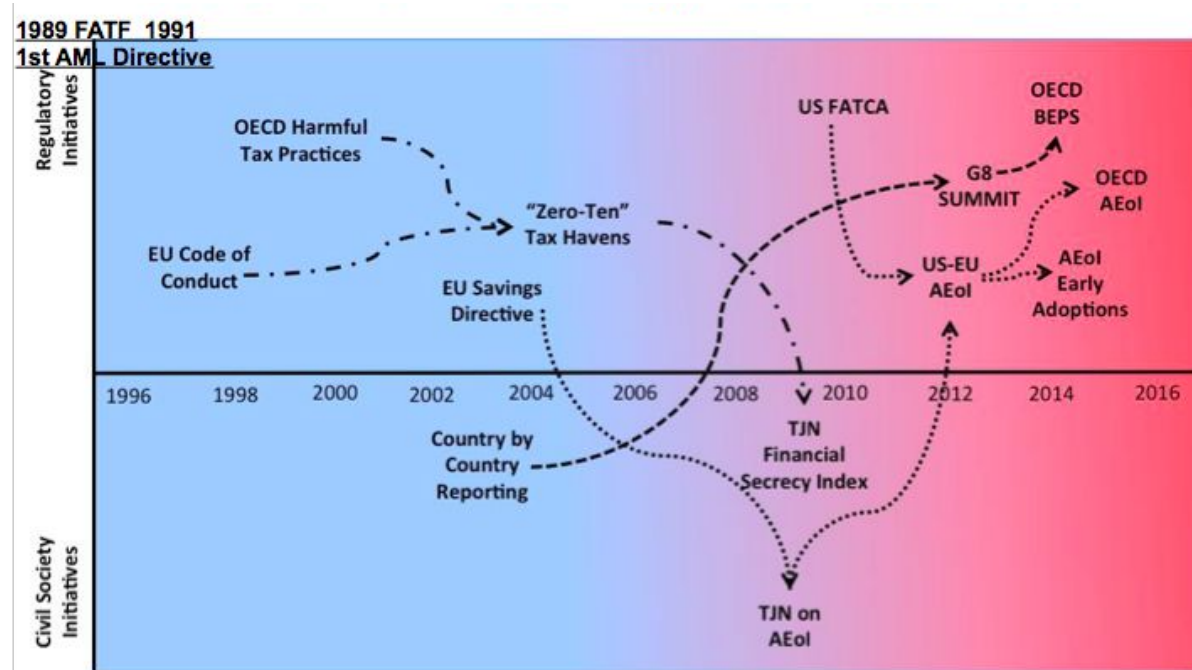 1989 FATF 1991
1st AML Directive
Regulatory
Initiatives
OECD Harmful
Tax Practices
EU Code of
Conduct
"Zero-Ten"
Tax Havens
EU Savings
Directive
US FATCA
OECD
BEPS
G8
SUMMIT
OECD
AEoI
US-EU
AEoI
AEoI
Early
Adoptions
1996 1998 2000 2002 2004 2006 2008 2010 2012 2014 2016
Civil Society
Initiatives
Country by
Country
Reporting
TJN
Financial
Secrecy Index
TJN on
AEoI